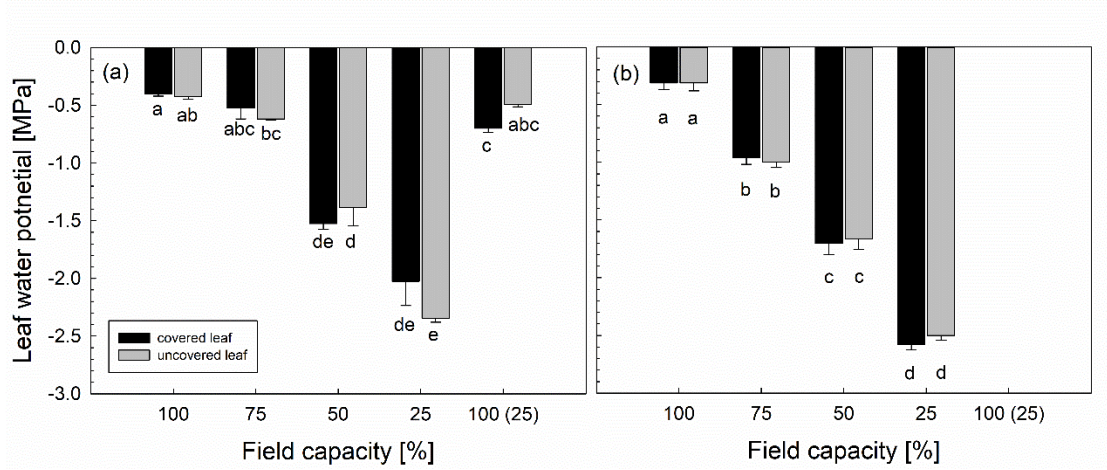 Leaf water potnetial [MPa]
0.0
-0.5
-1.0
-1.5
-2.0
-2.5
-3.0
(a)
a
ab
abc
bc
de
d
de
e
c
abc
covered leaf
uncovered leaf
100
75
50
25
100 (25)
Field capacity [%]
(b)
a
a
b
b
c
c
d
d
100
75
50
25
100 (25)
Field capacity [%]